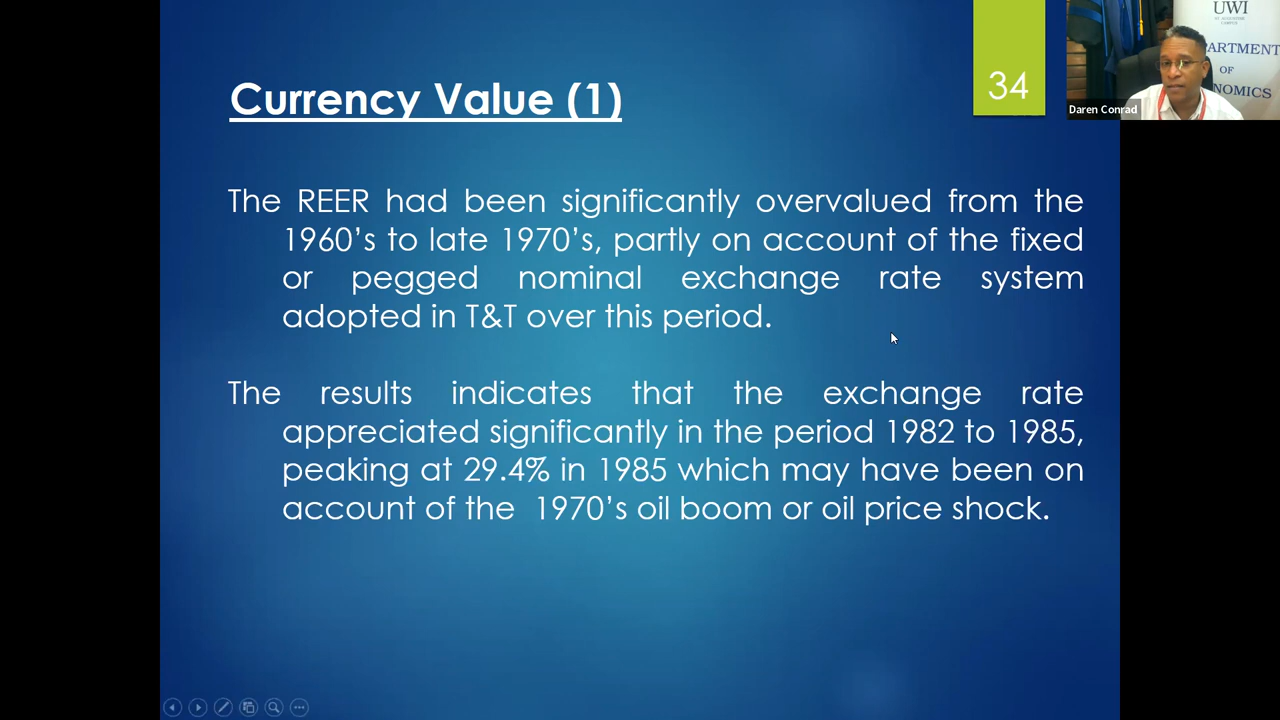 Currency Value (1)
34
The REER had been significantly overvalued from the
1960’s to late 1970’s, partly on account of the fixed
or pegged nominal exchange rate system
adopted in T&T over this period.
The results indicates that the exchange rate
appreciated significantly in the period 1982 to 1985,
peaking at 29.4% in 1985 which may have been on
account of the 1970’s oil boom or oil price shock.
UWI
PARTMENT
OF
NOMICS
Daren Conrad